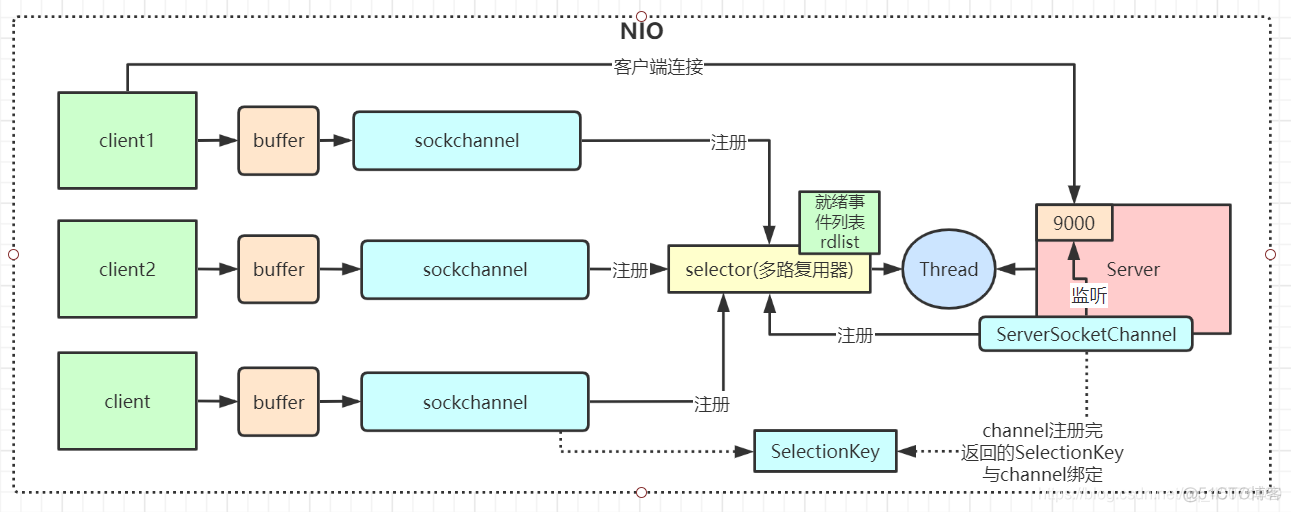 NIO
客户端连接
client1
buffer
sockchannel
注册
就绪事
件列表
rdlist
9000
client2
buffer
sockchannel
注册
selector(多路复用器)
Thread
Server
监听
注册
ServerSocketChannel
client
buffer
sockchannel
注册
SelectionKey
channel注册完
返回的SelectionKey
与channel绑定
@51CTO博客